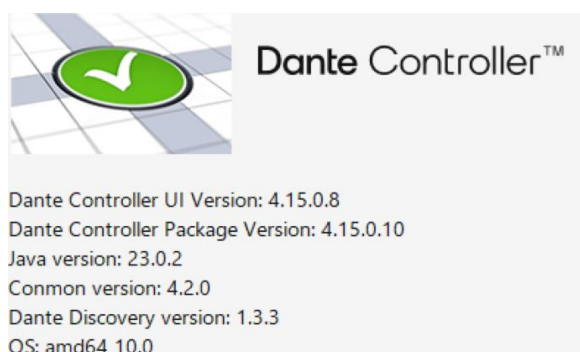 Dante Controller™
Dante Controller UI Version: 4.15.0.8
Dante Controller Package Version: 4.15.0.10
Java version: 23.0.2
Conmon version: 4.2.0
Dante Discovery version: 1.3.3
OS: amd64 10.0